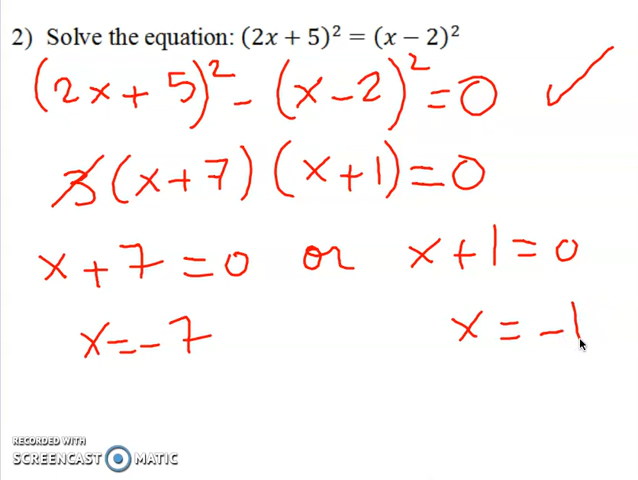 2) Solve the equation: (2x + 5)² = (x − 2)²
(2x + 5)² − (x − 2)² = 0 ✓
3(x + 7)(x + 1) = 0
x + 7 = 0 or x + 1 = 0
x = − 7 x = − 1
RECORDED WITH
SCREENCAST MATIC